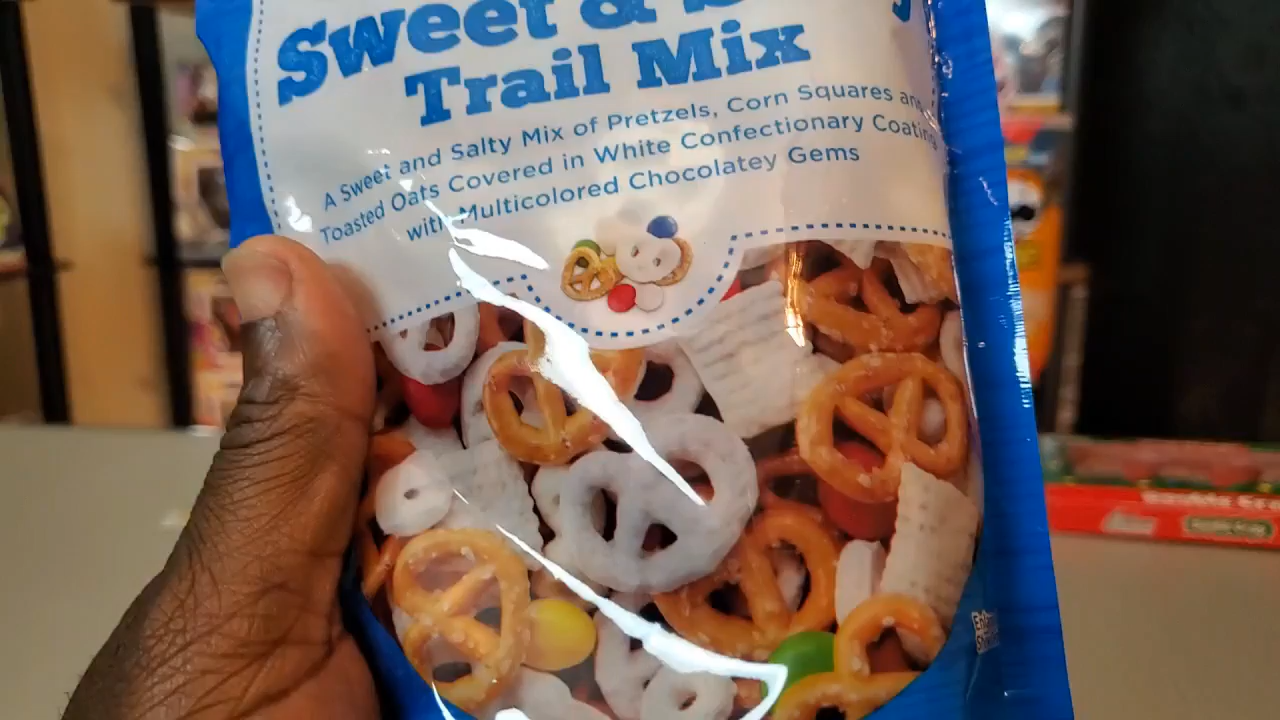 Sweet &
Trail Mix
A Sweet and Salty Mix of Pretzels, Corn Squares and
Toasted Oats Covered in White Confectionary Coating
with Multicolored Chocolatey Gems